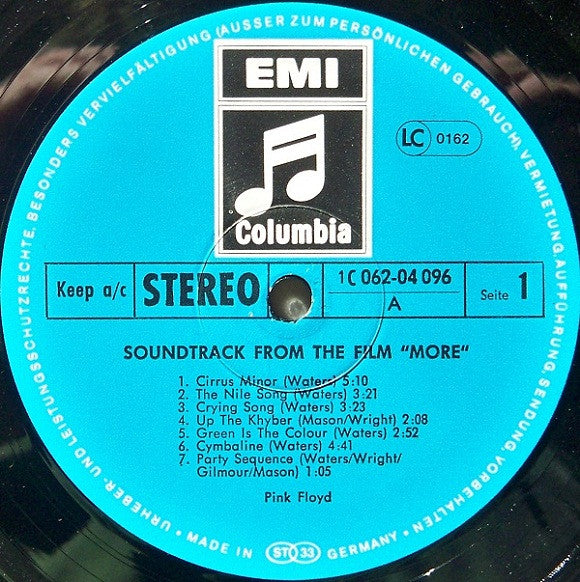 URHEBER- UND LEISTUNGSSCHUTZRECHTE, BESONDERS VERVIELFÄLTIGUNG (AUSSER ZUM PERSÖNLICHEN GEBRAUCH), VERMIETUNG, AUFFÜHRUNG, SENDUNG, VORBEHALTEN
EMI
Columbia
LC 0162
Keep a/c
STEREO
1C 062-04 096
A
Seite 1
SOUNDTRACK FROM THE FILM "MORE"
1. Cirrus Minor (Waters) 5:10
2. The Nile Song (Waters) 3:21
3. Crying Song (Waters) 3:23
4. Up The Khyber (Mason/Wright) 2:08
5. Green Is The Colour (Waters) 2:52
6. Cymbaline (Waters) 4:41
7. Party Sequence (Waters/Wright/
Gilmour/Mason) 1:05
Pink Floyd
• MADE IN ST 33 GERMANY •